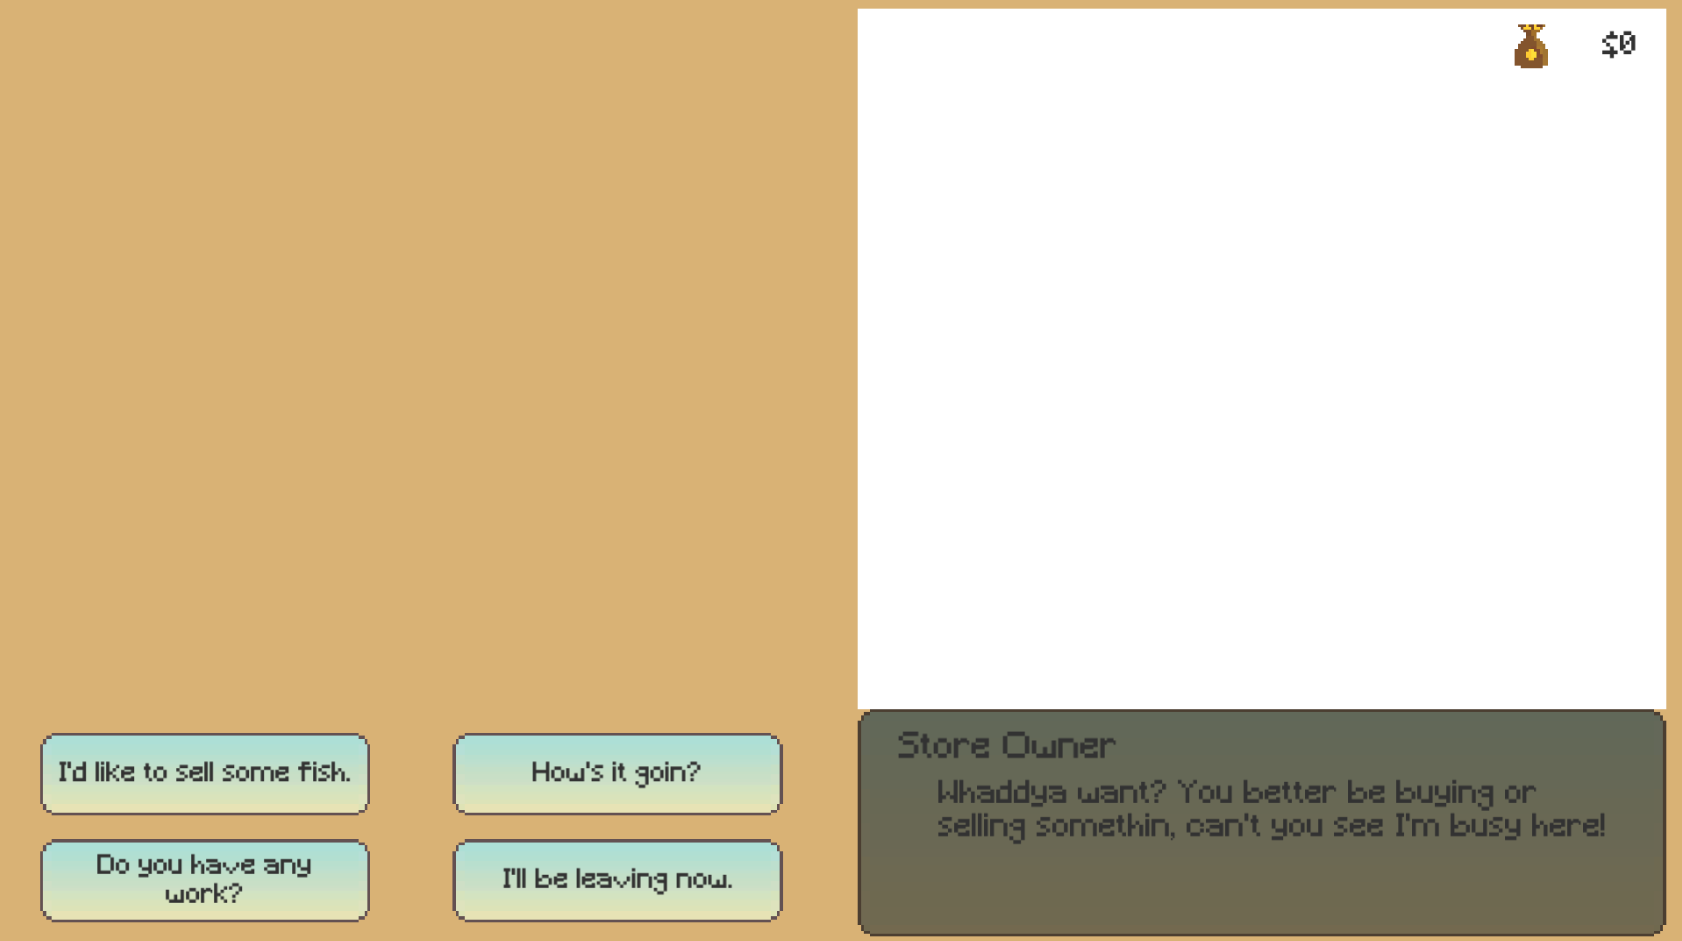 $0
I'd like to sell some fish.
How's it goin?
Do you have any
work?
I'll be leaving now.
Store Owner
Whaddya want? You better be buying or
selling somethin, can't you see I'm busy here!